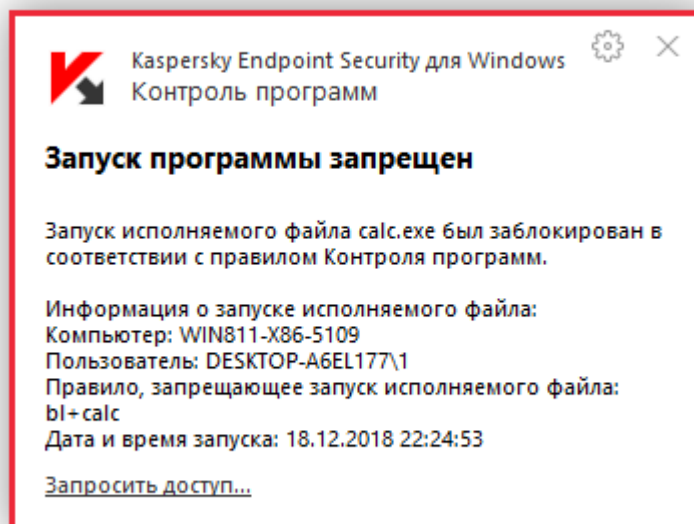 Kaspersky Endpoint Security для Windows
Контроль программ
Запуск программы запрещен
Запуск исполняемого файла calc.exe был заблокирован в
соответствии с правилом Контроля программ.
Информация о запуске исполняемого файла:
Компьютер: WIN811-X86-5109
Пользователь: DESKTOP-A6EL177\1
Правило, запрещающее запуск исполняемого файла:
bl+calc
Дата и время запуска: 18.12.2018 22:24:53
Запросить доступ...